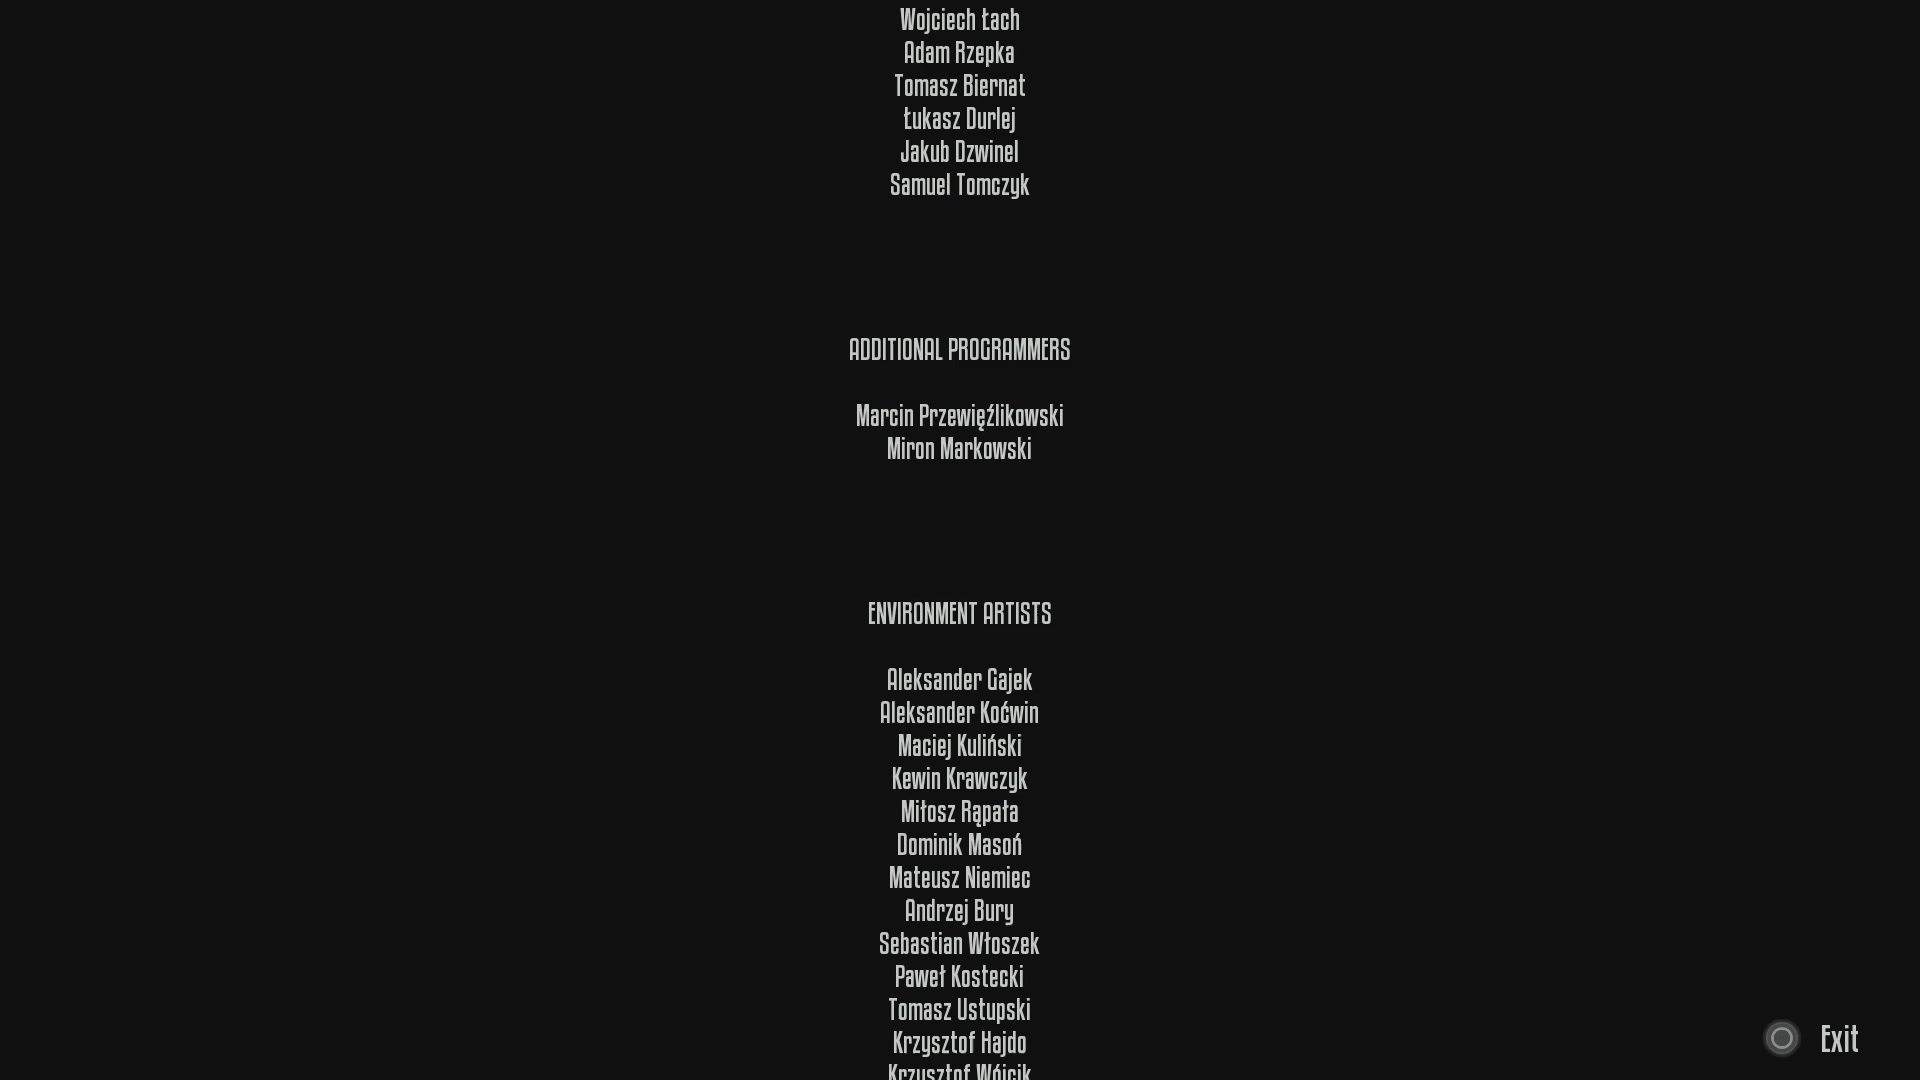 Wojciech Łach
Adam Rzepka
Tomasz Biernat
Łukasz Durlej
Jakub Dzwinel
Samuel Tomczyk
ADDITIONAL PROGRAMMERS
Marcin Przewięźlikowski
Miron Markowski
ENVIRONMENT ARTISTS
Aleksander Gajek
Aleksander Koćwin
Maciej Kuliński
Kewin Krawczyk
Miłosz Rąpała
Dominik Masoń
Mateusz Niemiec
Andrzej Bury
Sebastian Włoszek
Paweł Kostecki
Tomasz Ustupski
Krzysztof Hajdo
Krzysztof Wójcik
Exit